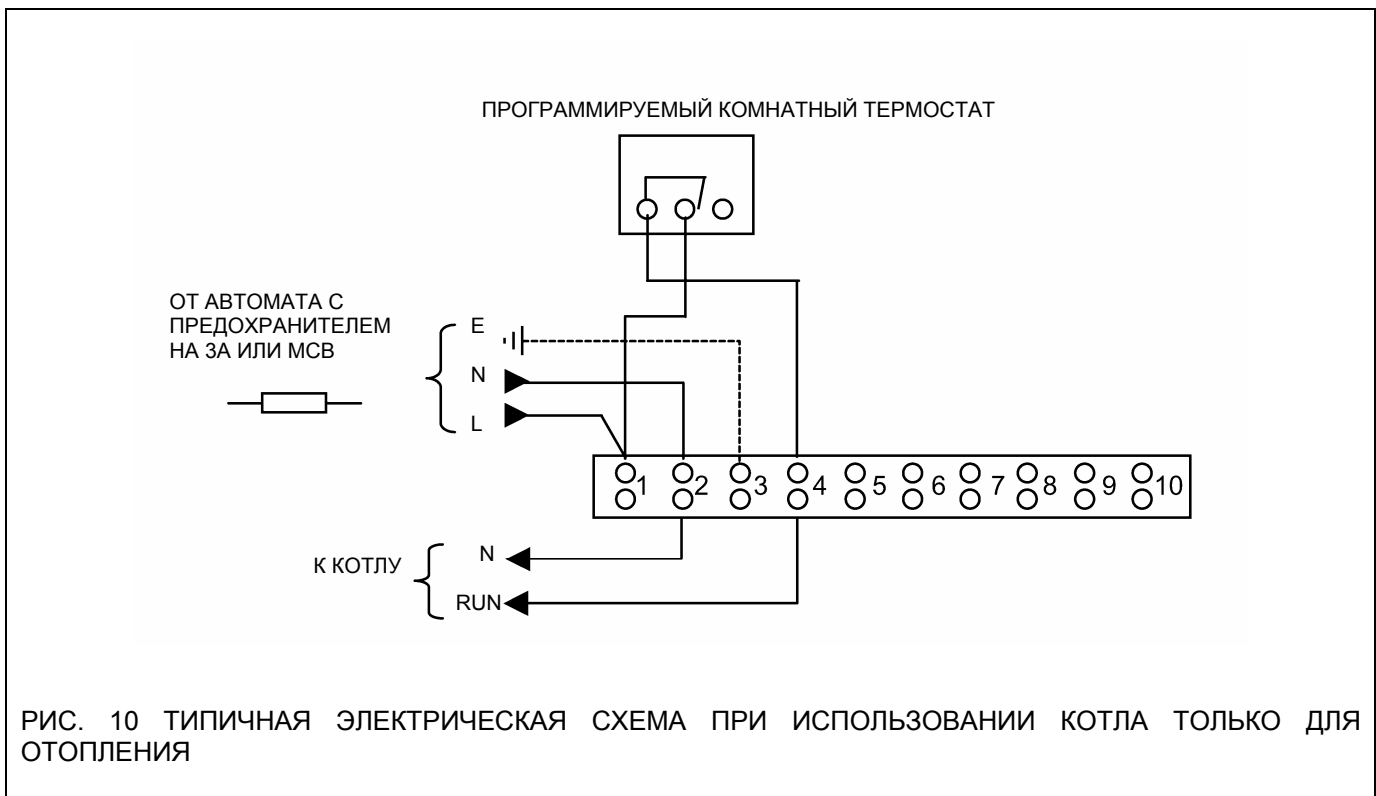 ПРОГРАММИРУЕМЫЙ КОМНАТНЫЙ ТЕРМОСТАТ
ОТ АВТОМАТА С
ПРЕДОХРАНИТЕЛЕМ
НА 3А ИЛИ МСВ
E
N
L
1 2 3 4 5 6 7 8 9 10
К КОТЛУ
N
RUN
РИС. 10 ТИПИЧНАЯ ЭЛЕКТРИЧЕСКАЯ СХЕМА ПРИ ИСПОЛЬЗОВАНИИ КОТЛА ТОЛЬКО ДЛЯ
ОТОПЛЕНИЯ